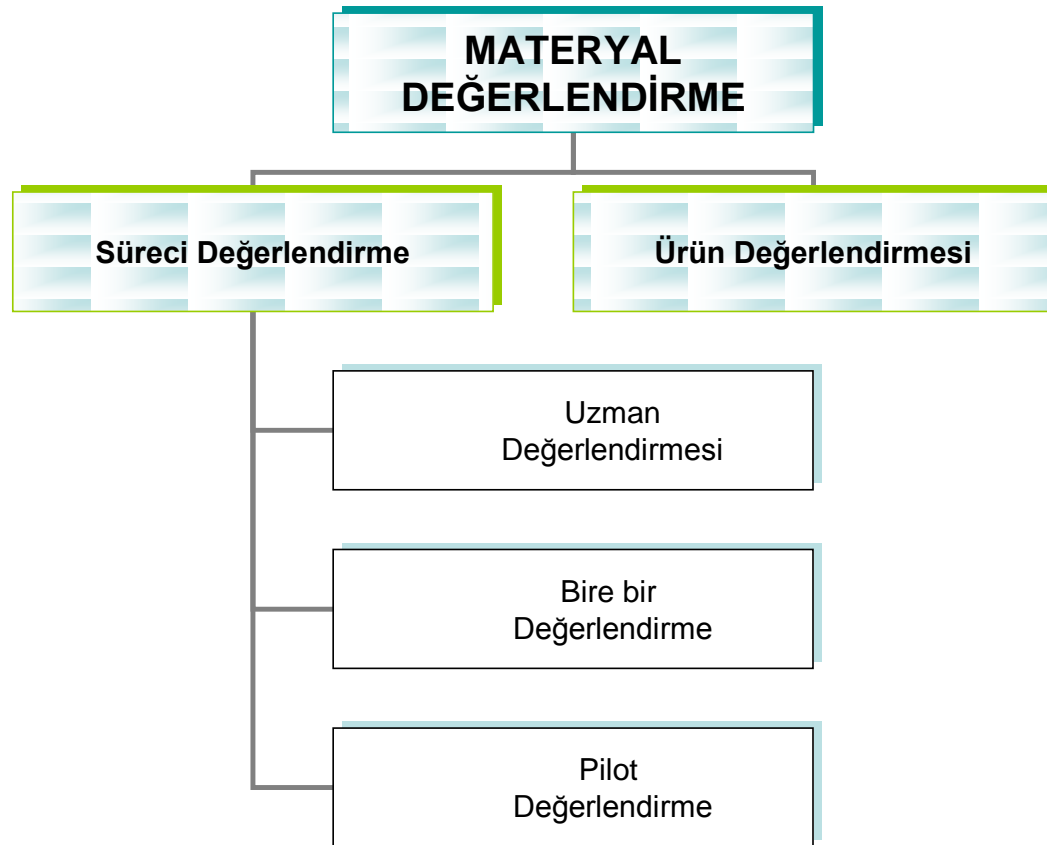 MATERYAL
DEĞERLENDİRME
Süreci Değerlendirme
Ürün Değerlendirmesi
Uzman
Değerlendirmesi
Bire bir
Değerlendirme
Pilot
Değerlendirme